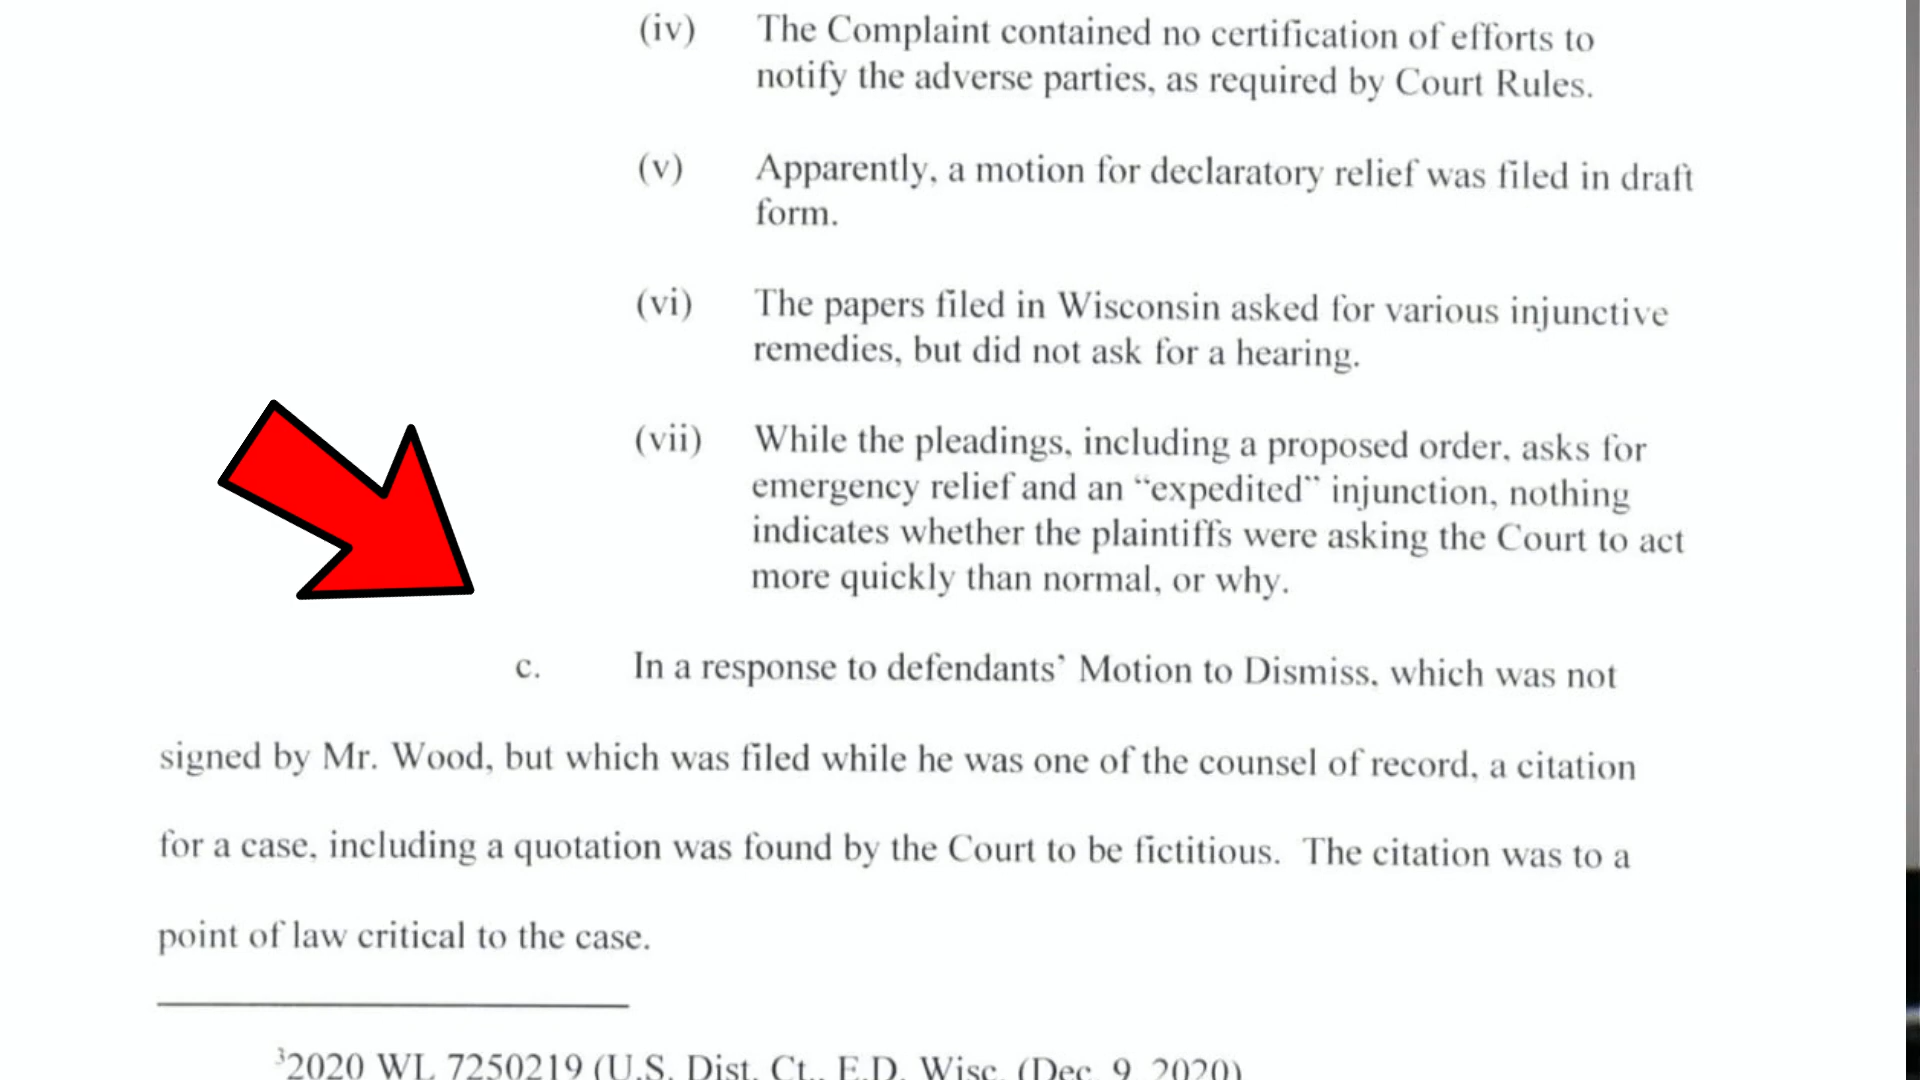 (iv) The Complaint contained no certification of efforts to
notify the adverse parties, as required by Court Rules.
(v) Apparently, a motion for declaratory relief was filed in draft
form.
(vi) The papers filed in Wisconsin asked for various injunctive
remedies, but did not ask for a hearing.
(vii) While the pleadings, including a proposed order, asks for
emergency relief and an “expedited” injunction, nothing
indicates whether the plaintiffs were asking the Court to act
more quickly than normal, or why.
c. In a response to defendants’ Motion to Dismiss, which was not
signed by Mr. Wood, but which was filed while he was one of the counsel of record, a citation
for a case, including a quotation was found by the Court to be fictitious. The citation was to a
point of law critical to the case.
³2020 WL 7250219 (U.S. Dist. Ct., E.D. Wisc. (Dec. 9, 2020)